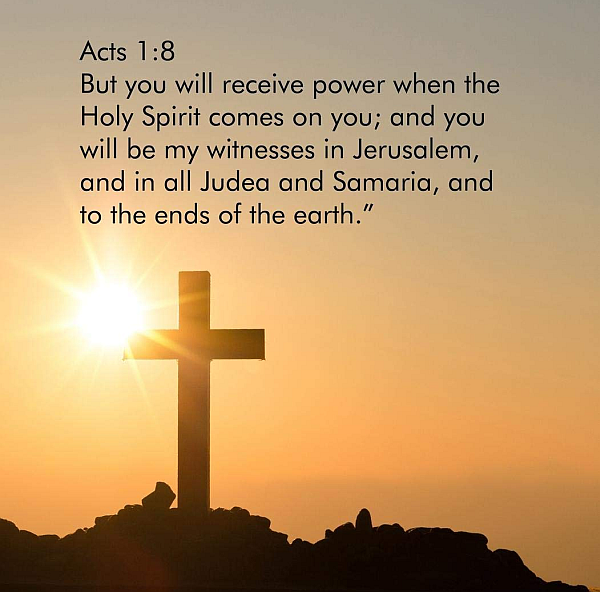 Acts 1:8
But you will receive power when the
Holy Spirit comes on you; and you
will be my witnesses in Jerusalem,
and in all Judea and Samaria, and
to the ends of the earth.”